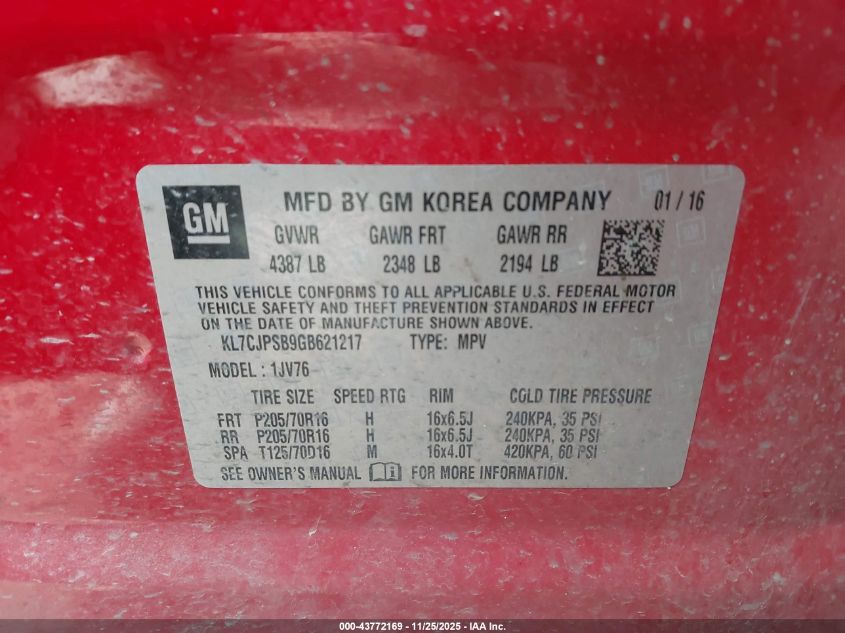 GM
MFD BY GM KOREA COMPANY 01 / 16
GVWR GAWR FRT GAWR RR
4387 LB 2348 LB 2194 LB
THIS VEHICLE CONFORMS TO ALL APPLICABLE U.S. FEDERAL MOTOR
VEHICLE SAFETY AND THEFT PREVENTION STANDARDS IN EFFECT
ON THE DATE OF MANUFACTURE SHOWN ABOVE.
KL7CJPSB9GB621217 TYPE: MPV
MODEL : 1JV76
TIRE SIZE SPEED RTG RIM COLD TIRE PRESSURE
FRT P205/70R16 H 16x6.5J 240KPA, 35 PSI
RR P205/70R16 H 16x6.5J 240KPA, 35 PSI
SPA T125/70D16 M 16x4.0T 420KPA, 60 PSI
SEE OWNER'S MANUAL FOR MORE INFORMATION.
000-43772169 - 11/25/2025 - IAA Inc.